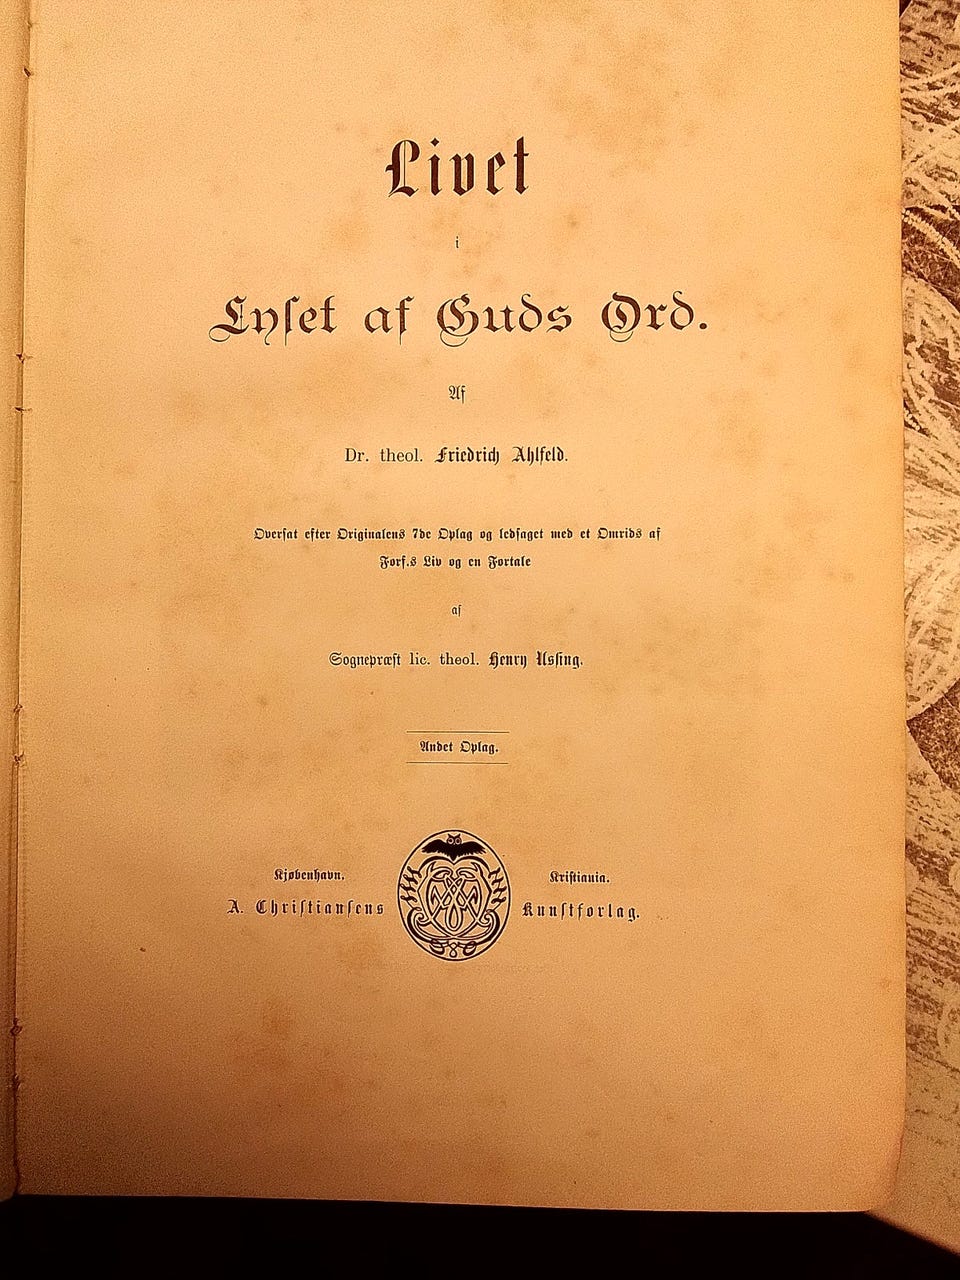 Livet
i
Lyset af Guds Ord.
Af
Dr. theol. Friedrich Ahlfeld.
Oversat efter Originalens 7de Oplag og ledsaget med et Omrids af
Forf.s Liv og en Fortale
af
Sognepræst lic. theol. Henry Ussing.
Andet Oplag.
Kjøbenhavn. Kristiania.
A. Christiansens Kunstforlag.